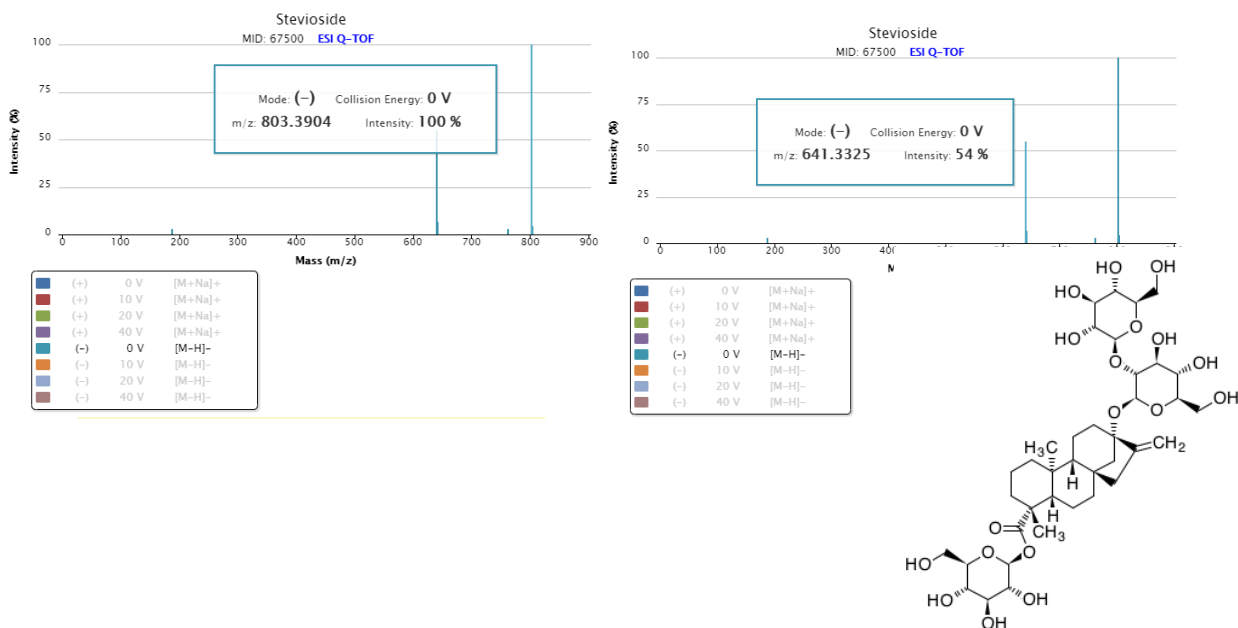 Stevioside
MID: 67500 ESI Q-TOF
100
75
50
25
0
Intensity (%)
Mode: (-) Collision Energy: 0 V
m/z: 803.3904 Intensity: 100 %
0 100 200 300 400 500 600 700 800 900
Mass (m/z)
(+) 0 V [M+Na]+
(+) 10 V [M+Na]+
(+) 20 V [M+Na]+
(+) 40 V [M+Na]+
(-) 0 V [M-H]-
(-) 10 V [M-H]-
(-) 20 V [M-H]-
(-) 40 V [M-H]-
Stevioside
MID: 67500 ESI Q-TOF
100
75
50
25
0
Intensity (%)
Mode: (-) Collision Energy: 0 V
m/z: 641.3325 Intensity: 54 %
0 100 200 300
(+) 0 V [M+Na]+
(+) 10 V [M+Na]+
(+) 20 V [M+Na]+
(+) 40 V [M+Na]+
(-) 0 V [M-H]-
(-) 10 V [M-H]-
(-) 20 V [M-H]-
(-) 40 V [M-H]-
HO OH
HO
O
HO OH
O OH
O
O OH
H3C CH2
H
H
O CH3
O
O
HO
HO OH
OH